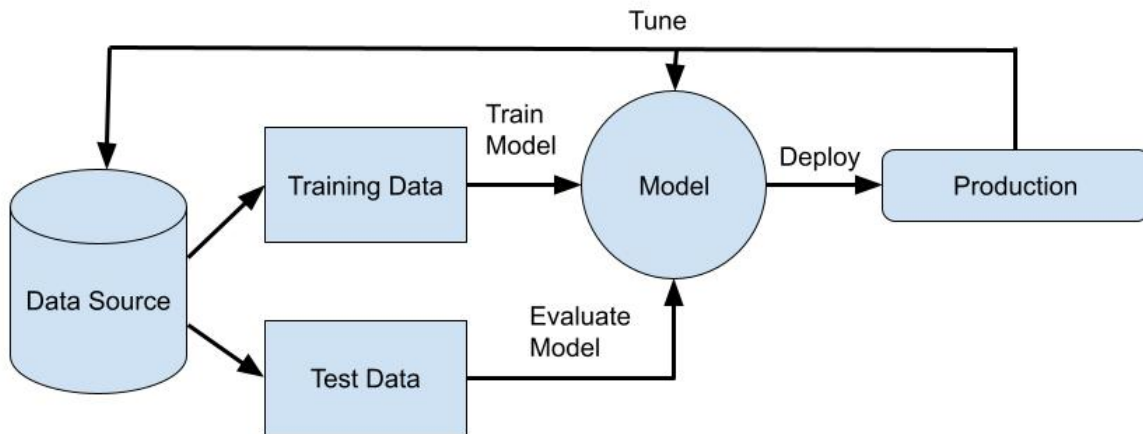 Tune
Train
Model
Training Data
Deploy
Model
Production
Data Source
Evaluate
Model
Test Data